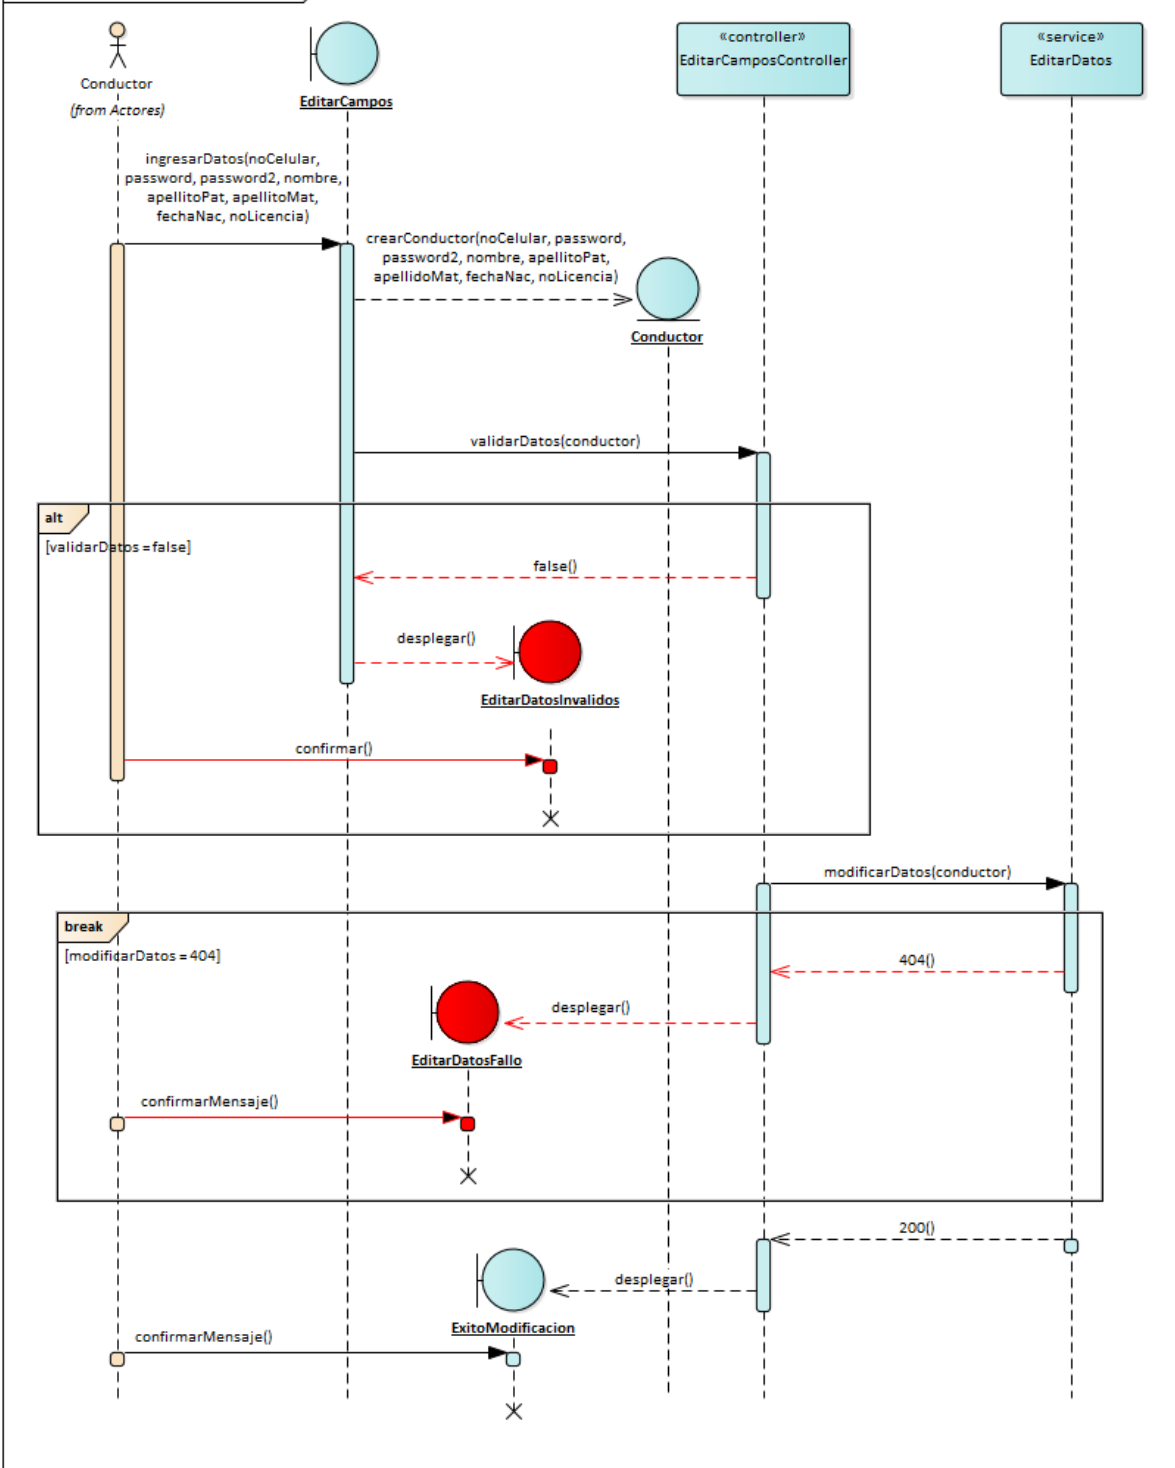 «controller»
EditarCamposController
«service»
EditarDatos
Conductor
(from Actores)
EditarCampos
ingresarDatos(noCelular,
password, password2, nombre,
apellitoPat, apellitoMat,
fechaNac, noLicencia)
crearConductor(noCelular, password,
password2, nombre, apellitoPat,
apellidoMat, fechaNac, noLicencia)
Conductor
validarDatos(conductor)
alt
[validarDatos = false]
false()
desplegar()
EditarDatosInvalidos
confirmar()
modificarDatos(conductor)
break
[modificarDatos = 404]
404()
desplegar()
EditarDatosFallo
confirmarMensaje()
200()
desplegar()
ExitoModificacion
confirmarMensaje()